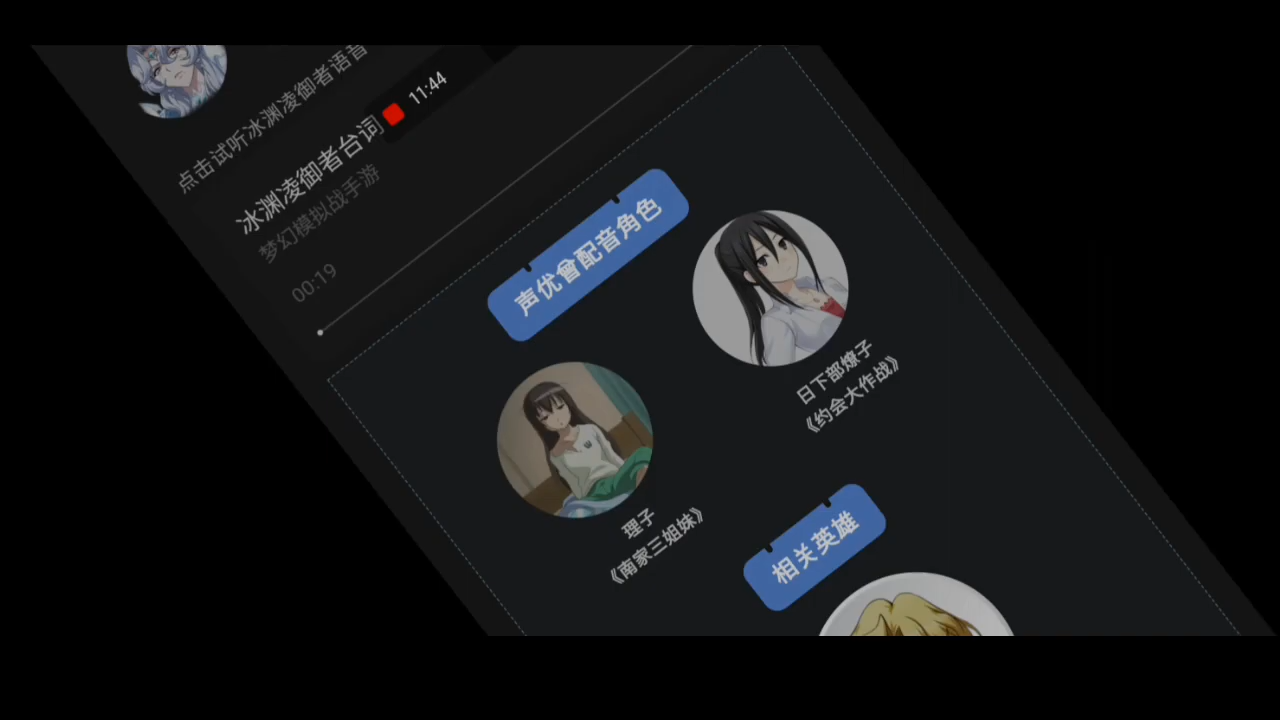 点击试听冰渊凌御者语音
11:44
冰渊凌御者台词
梦幻模拟战手游
00:19
声优曾配音角色
日下部燎子
《约会大作战》
理子
《南家三姐妹》
相关英雄